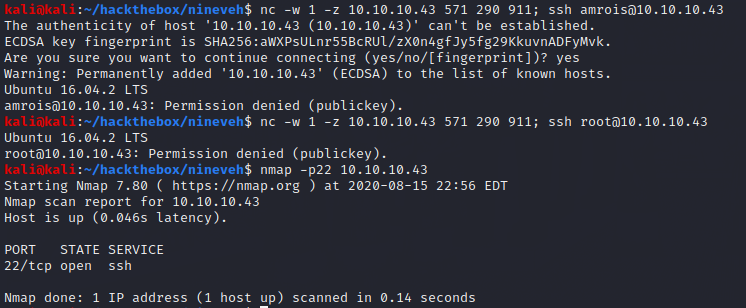 kali@kali:~/hackthebox/nineveh$ nc -w 1 -z 10.10.10.43 571 290 911; ssh amrois@10.10.10.43
The authenticity of host '10.10.10.43 (10.10.10.43)' can't be established.
ECDSA key fingerprint is SHA256:aWXPsULnr55BcRUl/zX0n4gfJy5fg29KkuvnADFyMvk.
Are you sure you want to continue connecting (yes/no/[fingerprint])? yes
Warning: Permanently added '10.10.10.43' (ECDSA) to the list of known hosts.
Ubuntu 16.04.2 LTS
amrois@10.10.10.43: Permission denied (publickey).
kali@kali:~/hackthebox/nineveh$ nc -w 1 -z 10.10.10.43 571 290 911; ssh root@10.10.10.43
Ubuntu 16.04.2 LTS
root@10.10.10.43: Permission denied (publickey).
kali@kali:~/hackthebox/nineveh$ nmap -p22 10.10.10.43
Starting Nmap 7.80 ( https://nmap.org ) at 2020-08-15 22:56 EDT
Nmap scan report for 10.10.10.43
Host is up (0.046s latency).
PORT   STATE SERVICE
22/tcp open  ssh
Nmap done: 1 IP address (1 host up) scanned in 0.14 seconds